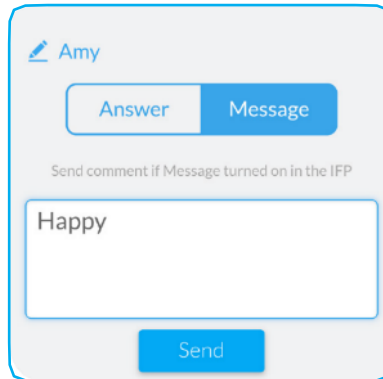 Amy
Answer Message
Send comment if Message turned on in the IFP
Happy
Send